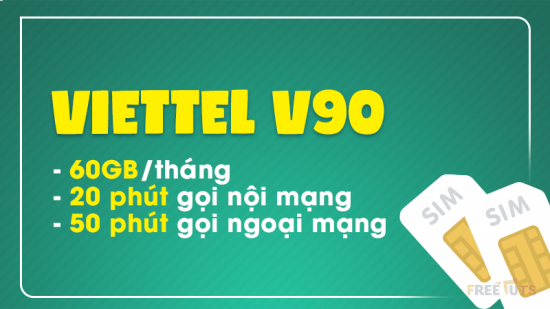 VIETTEL V90
- 60GB/tháng
- 20 phút gọi nội mạng
- 50 phút gọi ngoại mạng
SIM
SIM
FREETUTS